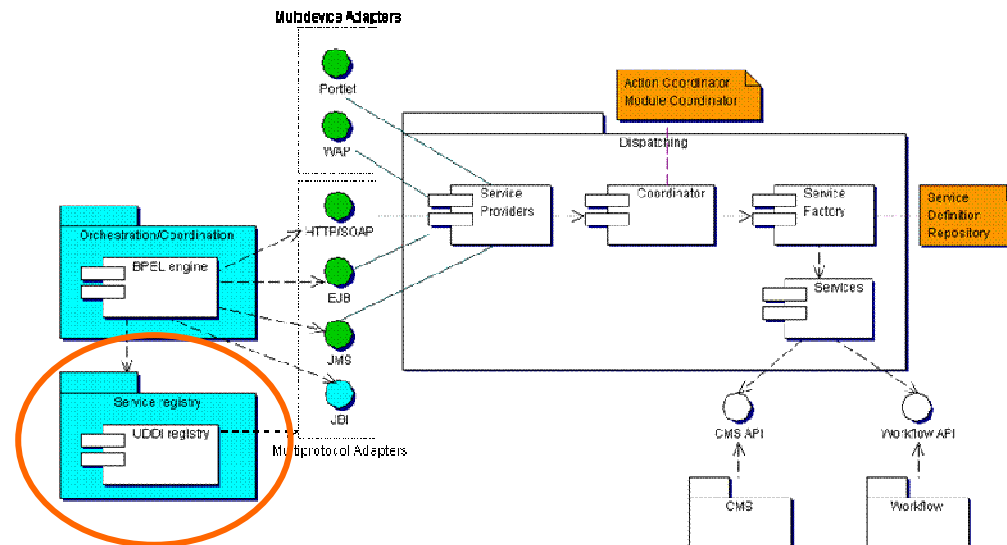 Multidevice Adapters
Portlet
WAP
HTTP/SOAP
EJB
JMS
JBI
Multiprotocol Adapters
Orchestration/Coordination
BPEL engine
Service registry
UDDI registry
Action Coordinator
Module Coordinator
Dispatching
Service
Providers
Coordinator
Service
Factory
Service
Definition
Repository
Services
CMS API
Workflow API
CMS
Workflow